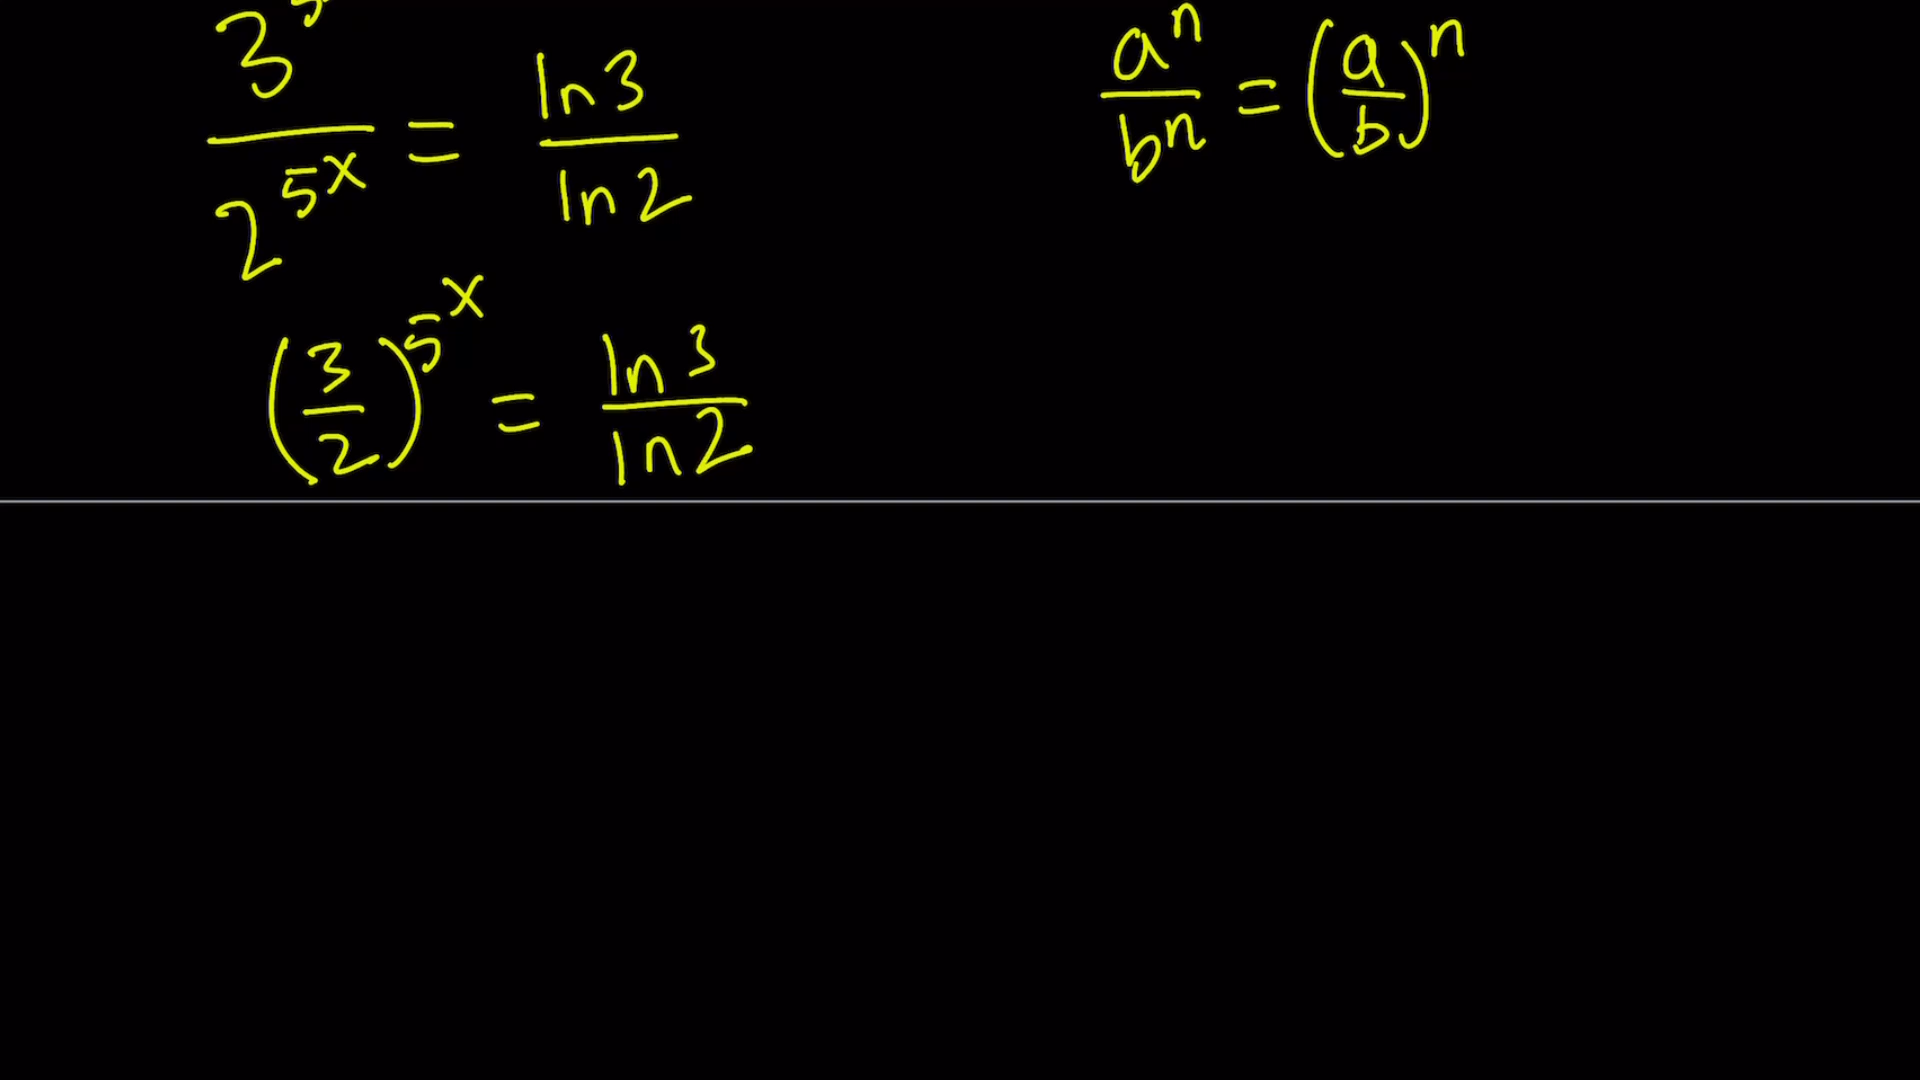 3^5 / 2^(5^x) = ln3 / ln2
a^n / b^n = (a/b)^n
(3/2)^(5^x) = ln3 / ln2